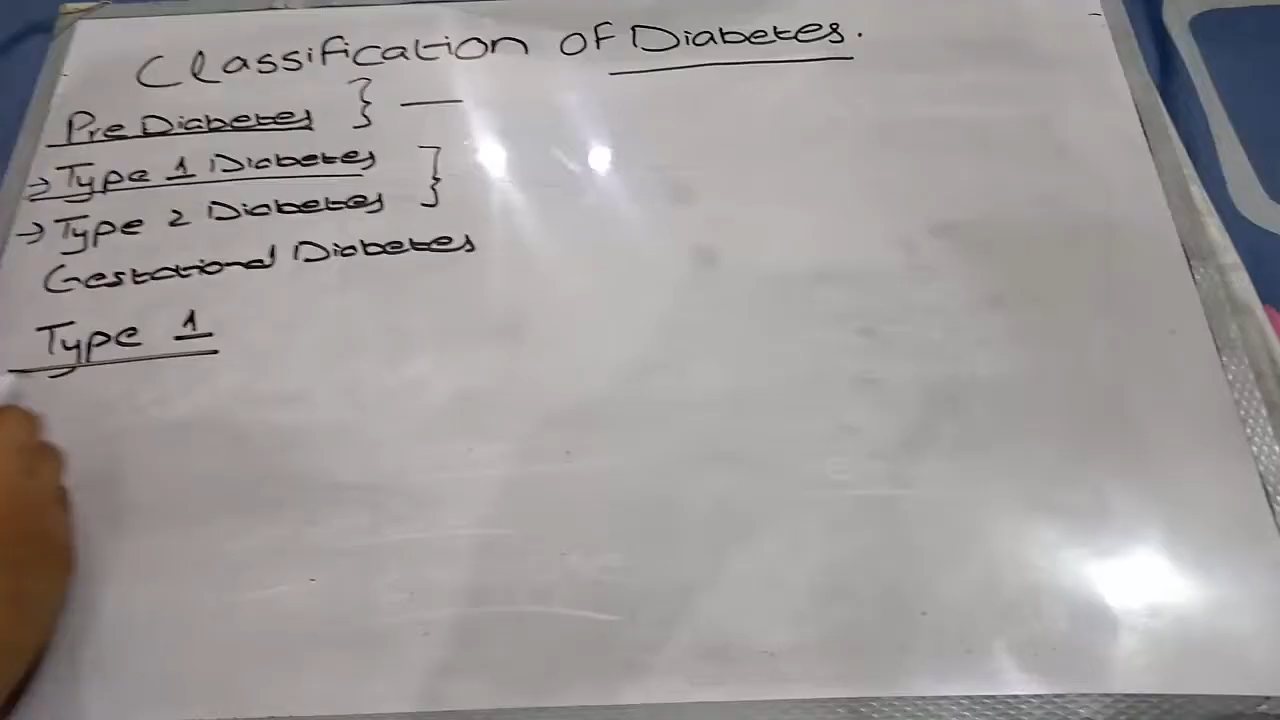 Classification of Diabetes.
Pre Diabetes } —
→ Type 1 Diabetes }
→ Type 2 Diabetes
Gestational Diabetes
Type 1